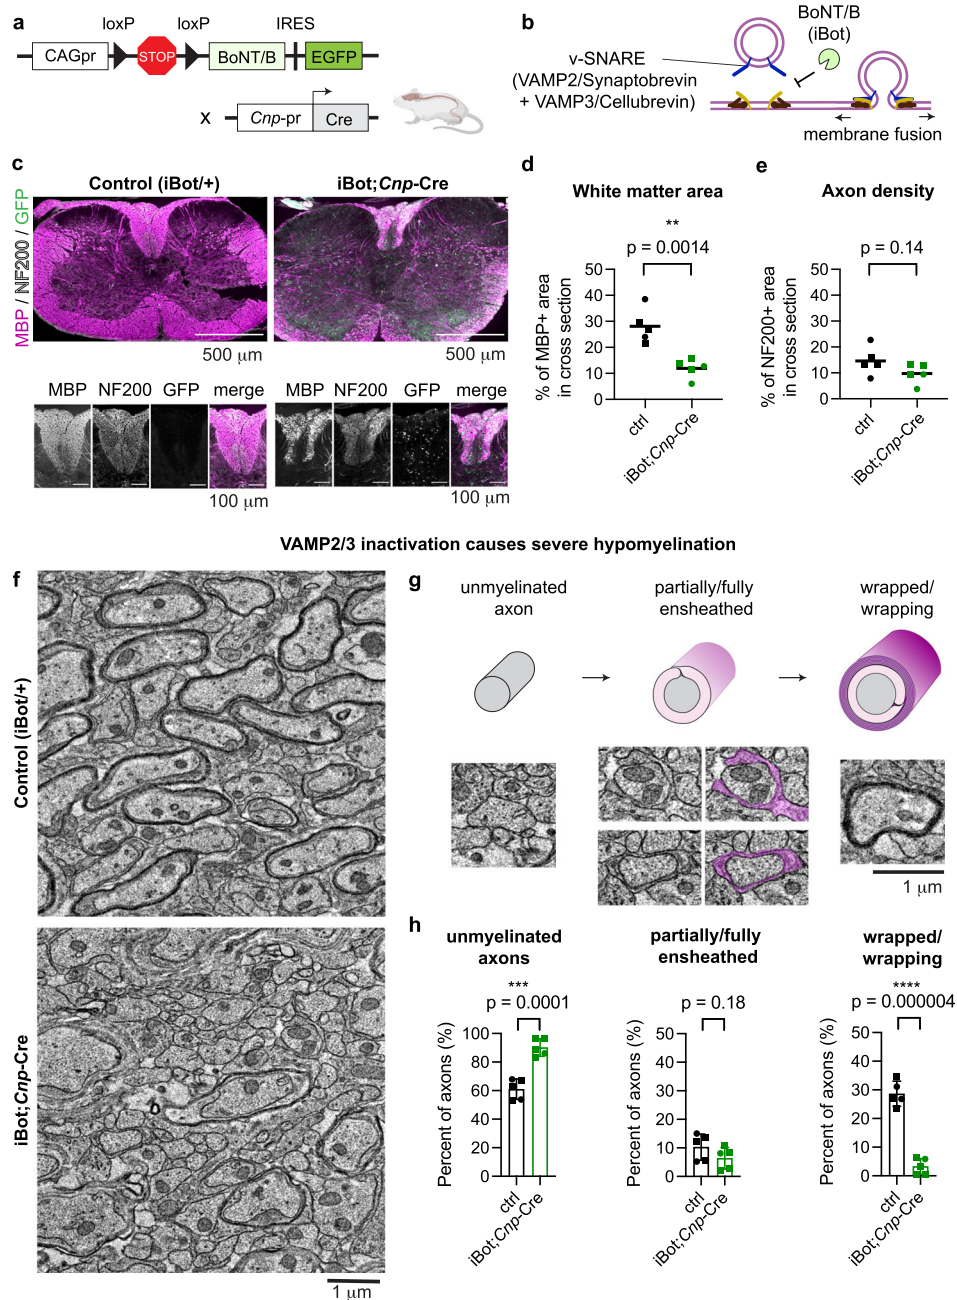 a
loxP
loxP
IRES
CAGpr
STOP
BoNT/B
EGFP
x
Cnp-pr
Cre
b
BoNT/B
(iBot)
v-SNARE
(VAMP2/Synaptobrevin
+ VAMP3/Cellubrevin)
membrane fusion
c
Control (iBot/+)
iBot;Cnp-Cre
MBP / NF200 / GFP
500 μm
500 μm
MBP
NF200
GFP
merge
MBP
NF200
GFP
merge
100 μm
100 μm
d
White matter area
**
p = 0.0014
% of MBP+ area
in cross section
50
40
30
20
10
0
ctrl
iBot;Cnp-Cre
e
Axon density
p = 0.14
% of NF200+ area
in cross section
50
40
30
20
10
0
ctrl
iBot;Cnp-Cre
VAMP2/3 inactivation causes severe hypomyelination
f
Control (iBot/+)
iBot;Cnp-Cre
1 μm
g
unmyelinated
axon
partially/fully
ensheathed
wrapped/
wrapping
1 μm
h
unmyelinated
axons
***
p = 0.0001
Percent of axons (%)
100
80
60
40
20
0
ctrl
iBot;Cnp-Cre
partially/fully
ensheathed
p = 0.18
Percent of axons (%)
50
40
30
20
10
0
ctrl
iBot;Cnp-Cre
wrapped/
wrapping
****
p = 0.000004
Percent of axons (%)
50
40
30
20
10
0
ctrl
iBot;Cnp-Cre